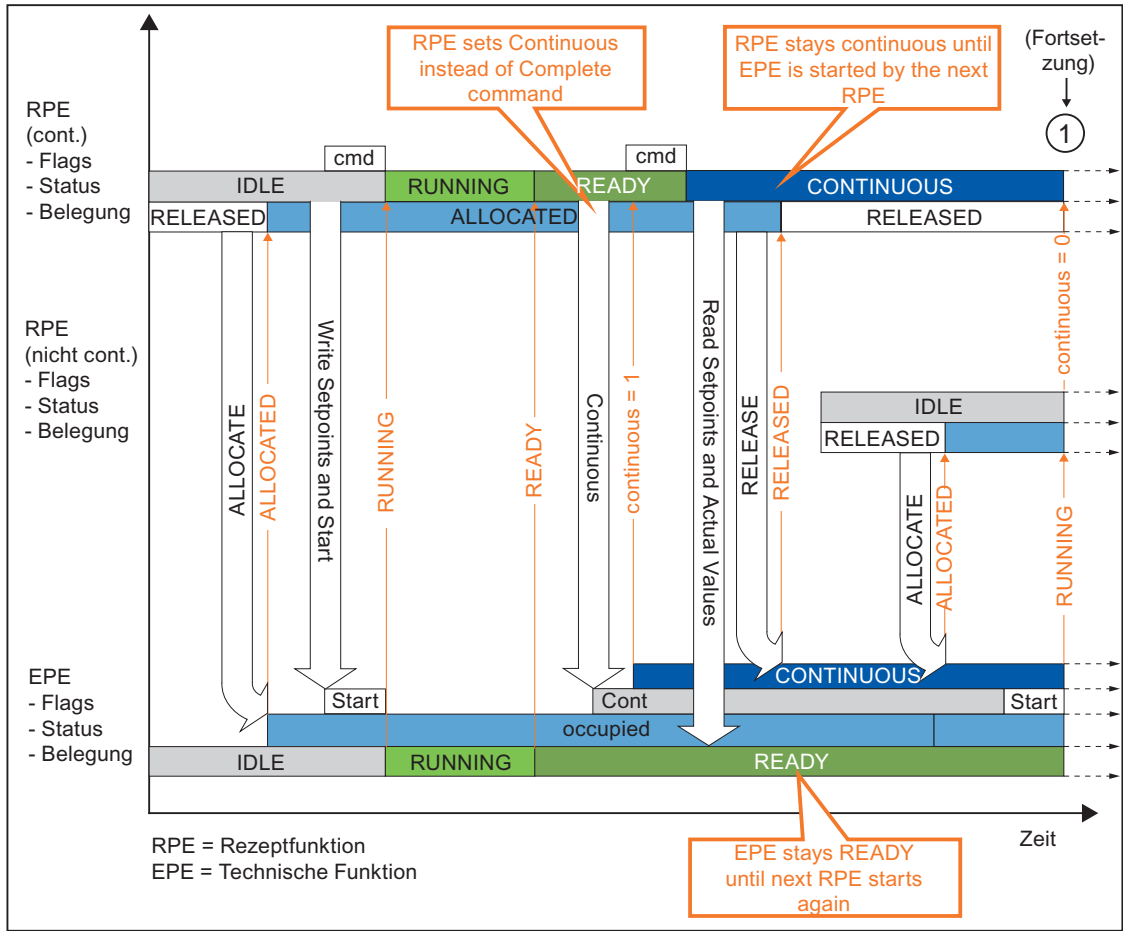 RPE sets Continuous
instead of Complete
command
RPE stays continuous until
EPE is started by the next
RPE
(Fortset-
zung)
1
RPE
(cont.)
- Flags
- Status
- Belegung
cmd
cmd
IDLE
RUNNING
READY
CONTINUOUS
RELEASED
ALLOCATED
RELEASED
RPE
(nicht cont.)
- Flags
- Status
- Belegung
ALLOCATE
ALLOCATED
Write Setpoints and Start
RUNNING
READY
Continuous
continuous = 1
Read Setpoints and Actual Values
RELEASE
RELEASED
IDLE
RELEASED
ALLOCATE
ALLOCATED
continuous = 0
RUNNING
EPE
- Flags
- Status
- Belegung
CONTINUOUS
Start
Cont
Start
occupied
IDLE
RUNNING
READY
Zeit
RPE = Rezeptfunktion
EPE = Technische Funktion
EPE stays READY
until next RPE starts
again